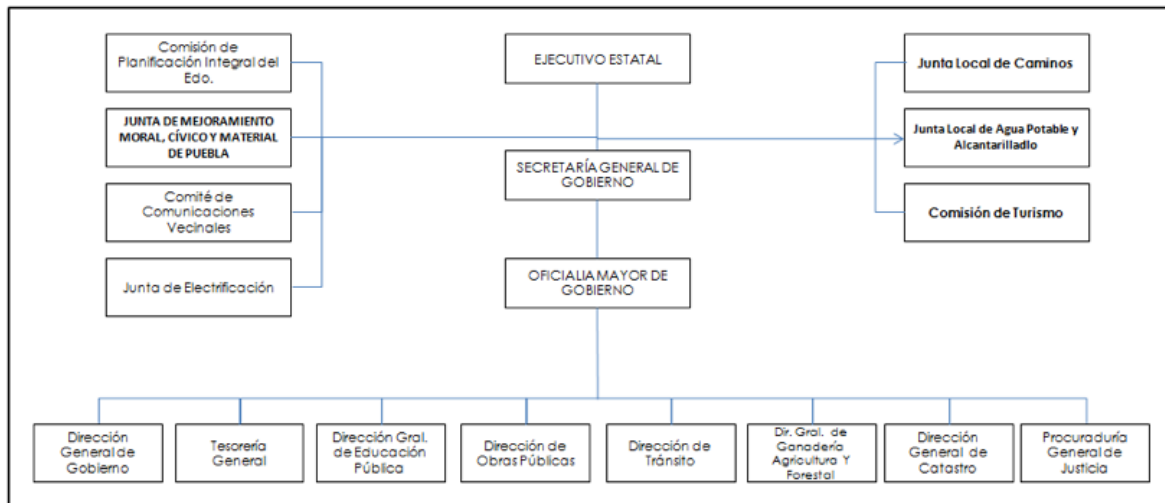 Comisión de
Planificación Integral del
Edo.
EJECUTIVO ESTATAL
Junta Local de Caminos
JUNTA DE MEJORAMIENTO
MORAL, CÍVICO Y MATERIAL
DE PUEBLA
Junta Local de Agua Potable y
Alcantarilladlo
SECRETARÍA GENERAL DE
GOBIERNO
Comité de
Comunicaciones
Vecinales
Comisión de Turismo
OFICIALIA MAYOR DE
GOBIERNO
Junta de Electrificación
Dirección
General de
Gobierno
Tesorería
General
Dirección Gral.
de Educación
Pública
Dirección de
Obras Públicas
Dirección de
Tránsito
Dir. Gral. de
Ganadería
Agricultura Y
Forestal
Dirección
General de
Catastro
Procuraduría
General de
Justicia